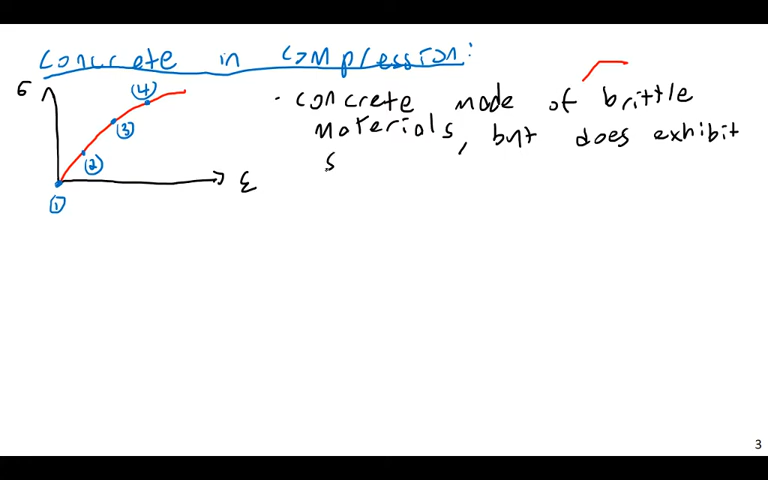 Concrete in Compression:
σ
(4)
(3)
(2)
ε
(1)
· Concrete made of brittle
materials, but does exhibit
s
3